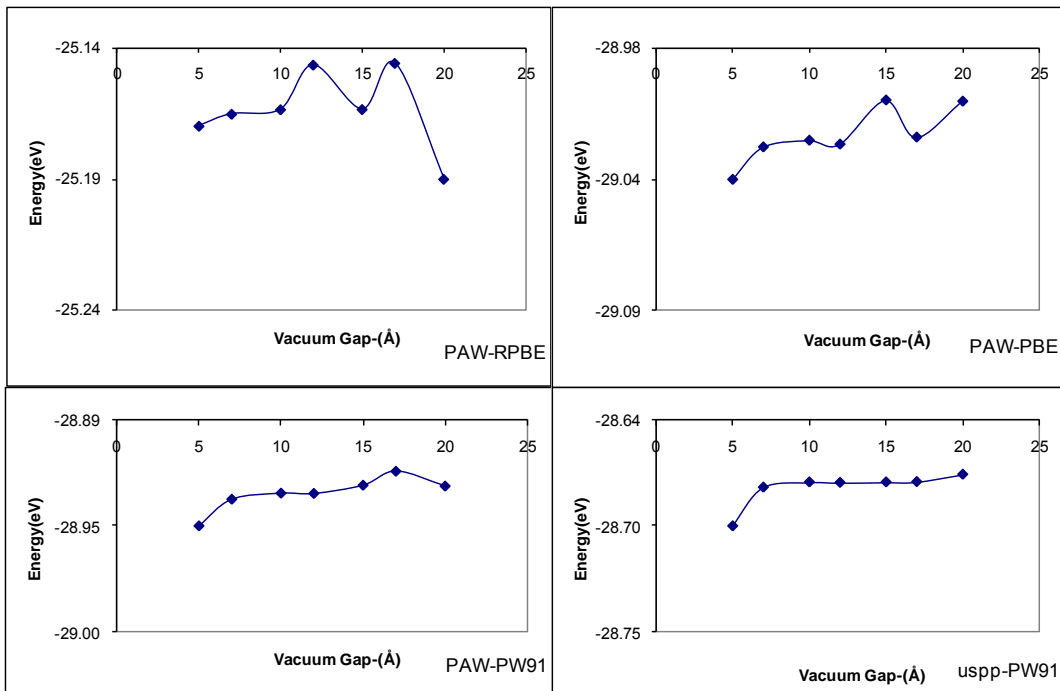 -25.14
0 5 10 15 20 25
-25.19
-25.24
Energy(eV)
Vacuum Gap-(Å)
PAW-RPBE
-28.98
0 5 10 15 20 25
-29.04
-29.09
Energy(eV)
Vacuum Gap-(Å)
PAW-PBE
-28.89
0 5 10 15 20 25
-28.95
-29.00
Energy(eV)
Vacuum Gap-(Å)
PAW-PW91
-28.64
0 5 10 15 20 25
-28.70
-28.75
Energy(eV)
Vacuum Gap-(Å)
uspp-PW91